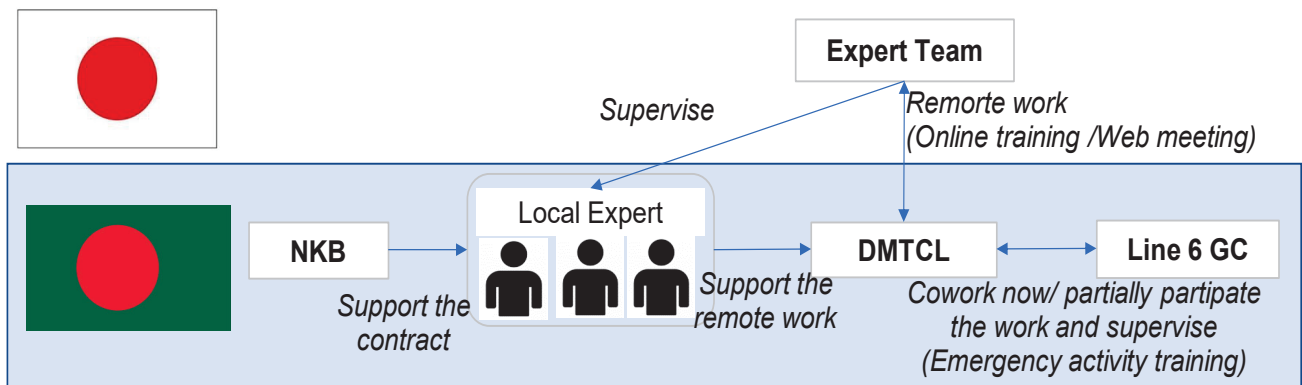 Expert Team
Supervise
Remorte work
(Online training /Web meeting)
Local Expert
NKB
DMTCL
Line 6 GC
Support the
contract
Support the
remote work
Cowork now/ partially partipate
the work and supervise
(Emergency activity training)